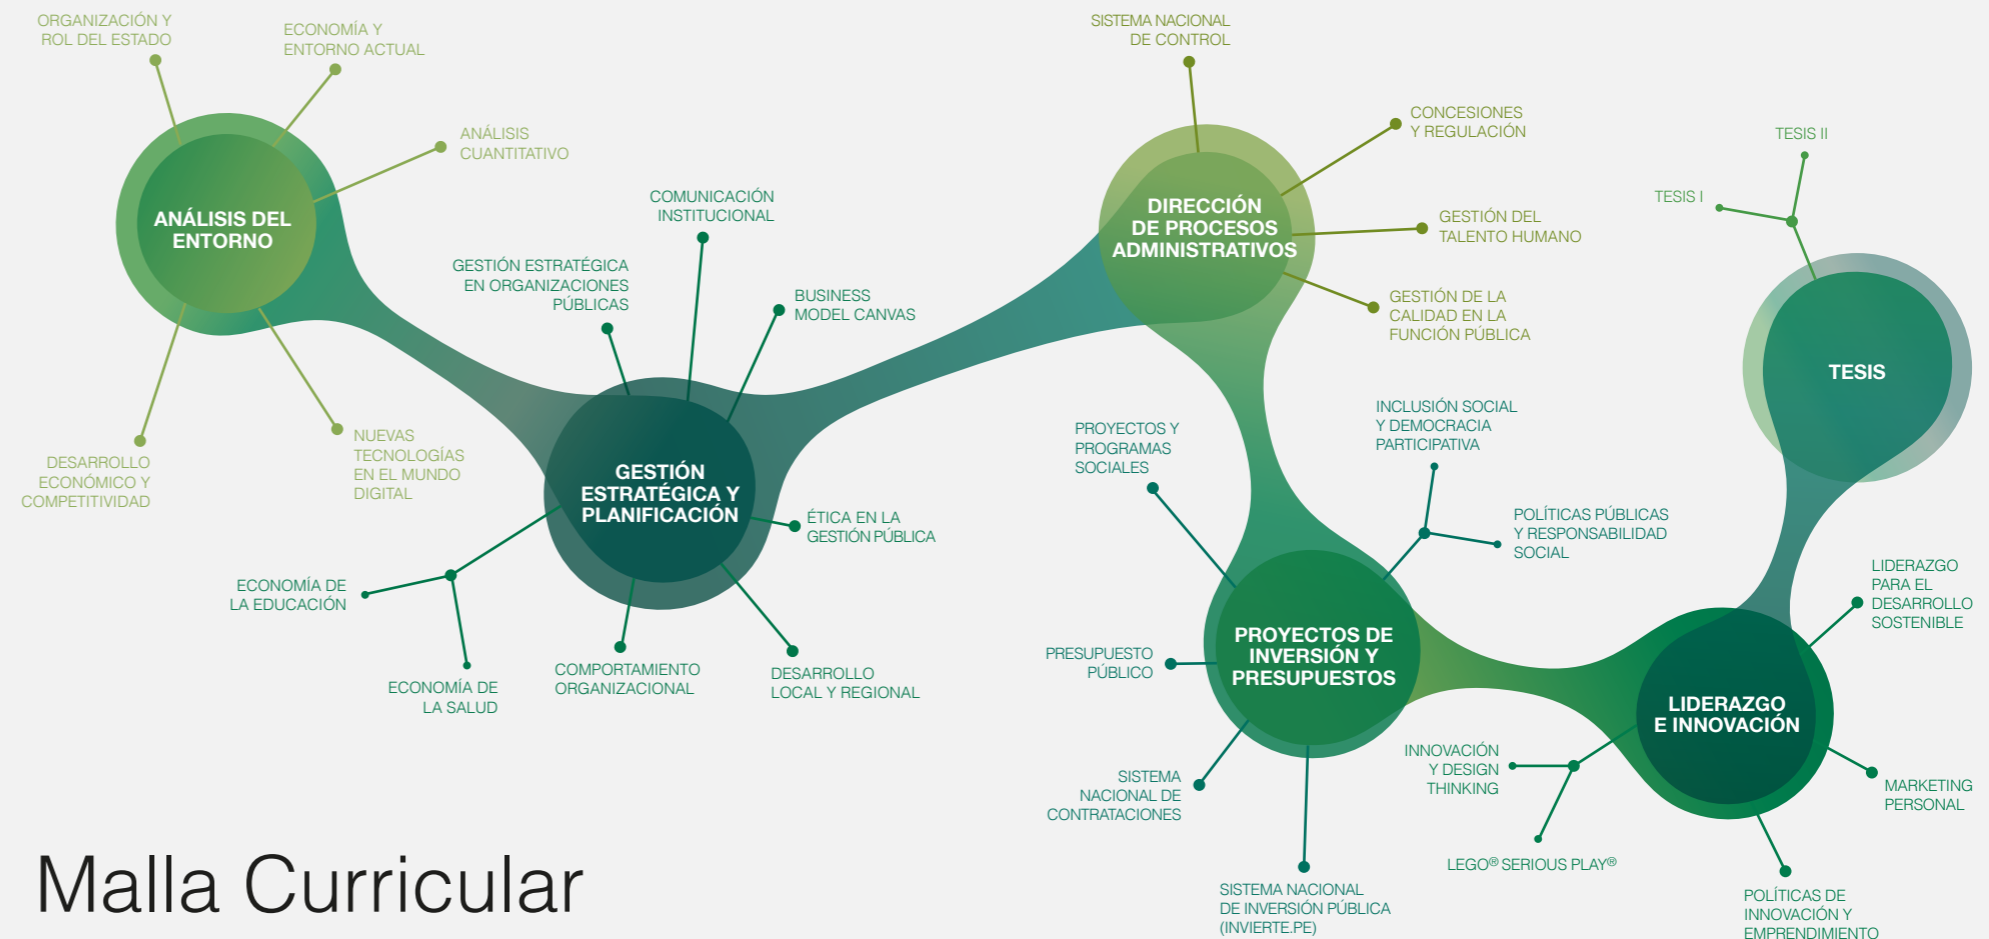 ORGANIZACIÓN Y
ROL DEL ESTADO
ECONOMÍA Y
ENTORNO ACTUAL
ANÁLISIS
CUANTITATIVO
ANÁLISIS DEL
ENTORNO
DESARROLLO
ECONÓMICO Y
COMPETITIVIDAD
NUEVAS
TECNOLOGÍAS
EN EL MUNDO
DIGITAL
COMUNICACIÓN
INSTITUCIONAL
GESTIÓN ESTRATÉGICA
EN ORGANIZACIONES
PÚBLICAS
BUSINESS
MODEL CANVAS
GESTIÓN
ESTRATÉGICA Y
PLANIFICACIÓN
ÉTICA EN LA
GESTIÓN PÚBLICA
ECONOMÍA DE
LA EDUCACIÓN
ECONOMÍA DE
LA SALUD
COMPORTAMIENTO
ORGANIZACIONAL
DESARROLLO
LOCAL Y REGIONAL
SISTEMA NACIONAL
DE CONTROL
CONCESIONES
Y REGULACIÓN
DIRECCIÓN
DE PROCESOS
ADMINISTRATIVOS
GESTIÓN DEL
TALENTO HUMANO
GESTIÓN DE LA
CALIDAD EN LA
FUNCIÓN PÚBLICA
PROYECTOS Y
PROGRAMAS
SOCIALES
INCLUSIÓN SOCIAL
Y DEMOCRACIA
PARTICIPATIVA
POLÍTICAS PÚBLICAS
Y RESPONSABILIDAD
SOCIAL
PROYECTOS DE
INVERSIÓN Y
PRESUPUESTOS
PRESUPUESTO
PÚBLICO
SISTEMA
NACIONAL DE
CONTRATACIONES
SISTEMA NACIONAL
DE INVERSIÓN PÚBLICA
(INVIERTE.PE)
TESIS II
TESIS I
TESIS
LIDERAZGO
PARA EL
DESARROLLO
SOSTENIBLE
LIDERAZGO
E INNOVACIÓN
INNOVACIÓN
Y DESIGN
THINKING
LEGO® SERIOUS PLAY®
MARKETING
PERSONAL
POLÍTICAS DE
INNOVACIÓN Y
EMPRENDIMIENTO
Malla Curricular